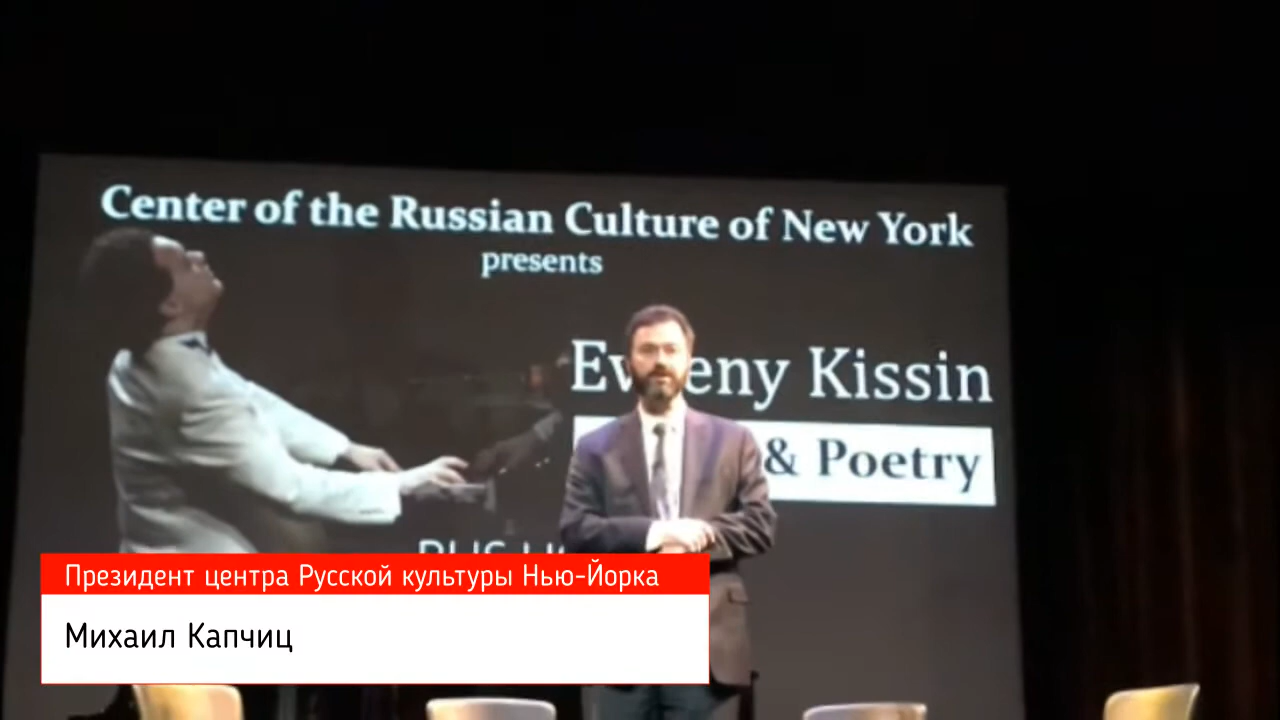 Center of the Russian Culture of New York
presents
Evgeny Kissin
& Poetry
Президент центра Русской культуры Нью-Йорка
Михаил Капчиц